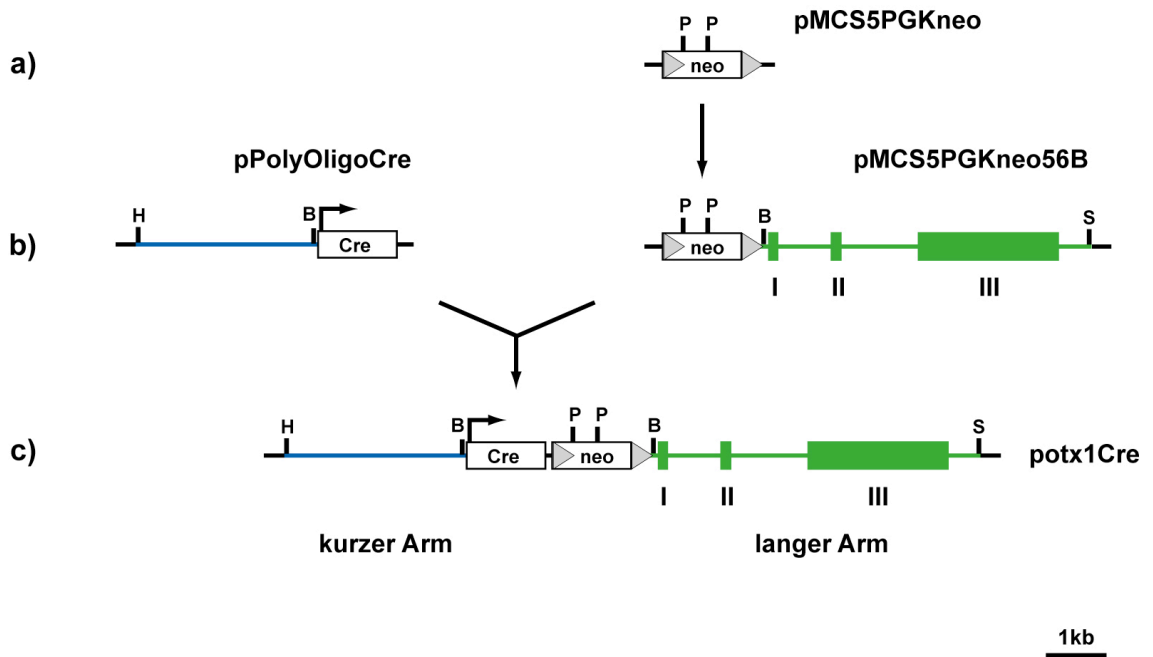 pMCS5PGKneo
P P
a)
neo
pPolyOligoCre
pMCS5PGKneo56B
H B
P P B S
b)
Cre
neo
I II III
H B P P B S
c)
Cre neo
potx1Cre
I II III
kurzer Arm
langer Arm
1kb